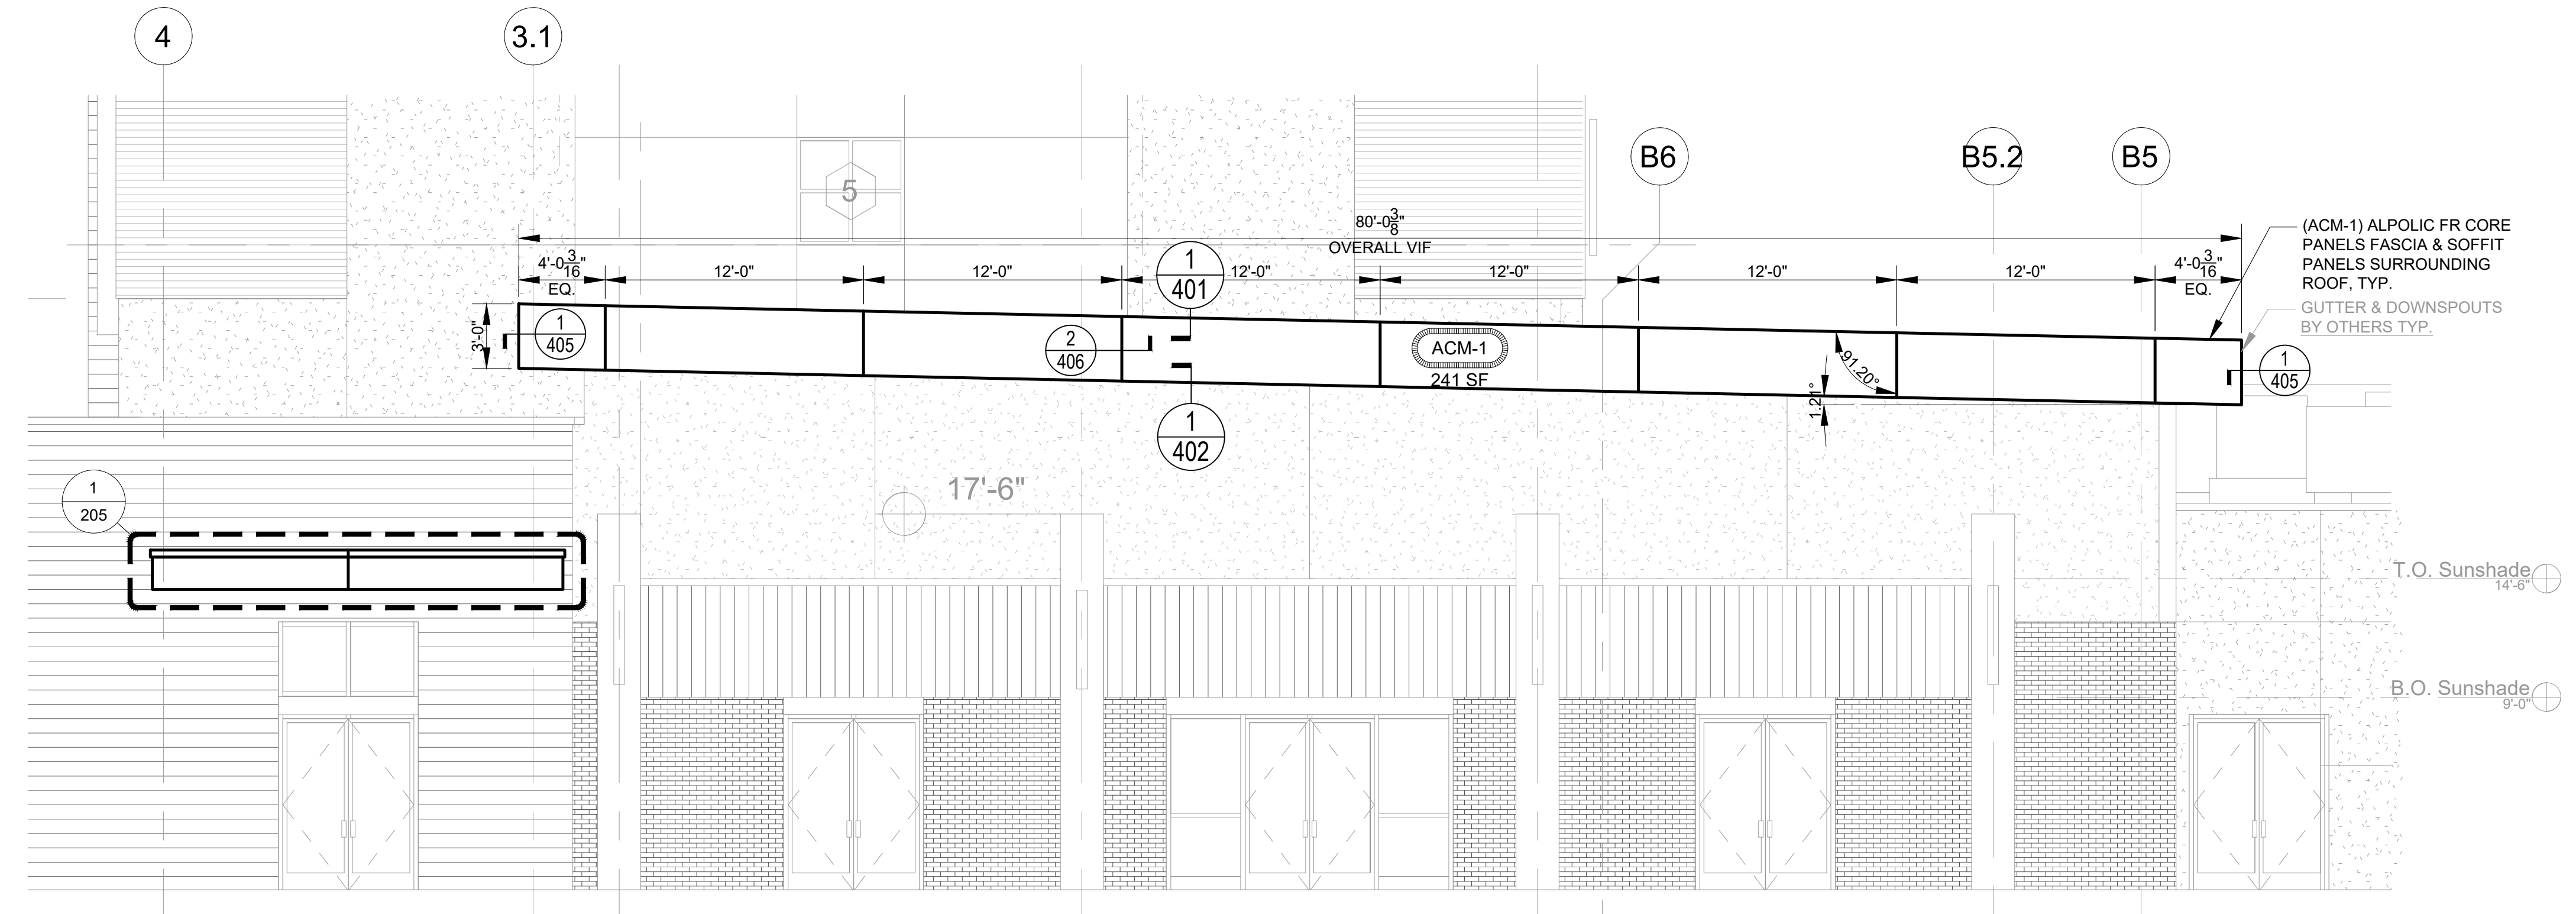 4
3.1
B6
B5.2
B5
5
80'-0 3/8"
OVERALL VIF
4'-0 3/16"
EQ.
12'-0"
12'-0"
12'-0"
12'-0"
12'-0"
12'-0"
4'-0 3/16"
EQ.
(ACM-1) ALPOLIC FR CORE
PANELS FASCIA & SOFFIT
PANELS SURROUNDING
ROOF, TYP.
GUTTER & DOWNSPOUTS
BY OTHERS TYP.
1
401
3'-0"
1
405
2
406
ACM-1
241 SF
91.20°
1.21°
1
405
1
402
17'-6"
1
205
T.O. Sunshade
14'-6"
B.O. Sunshade
9'-0"